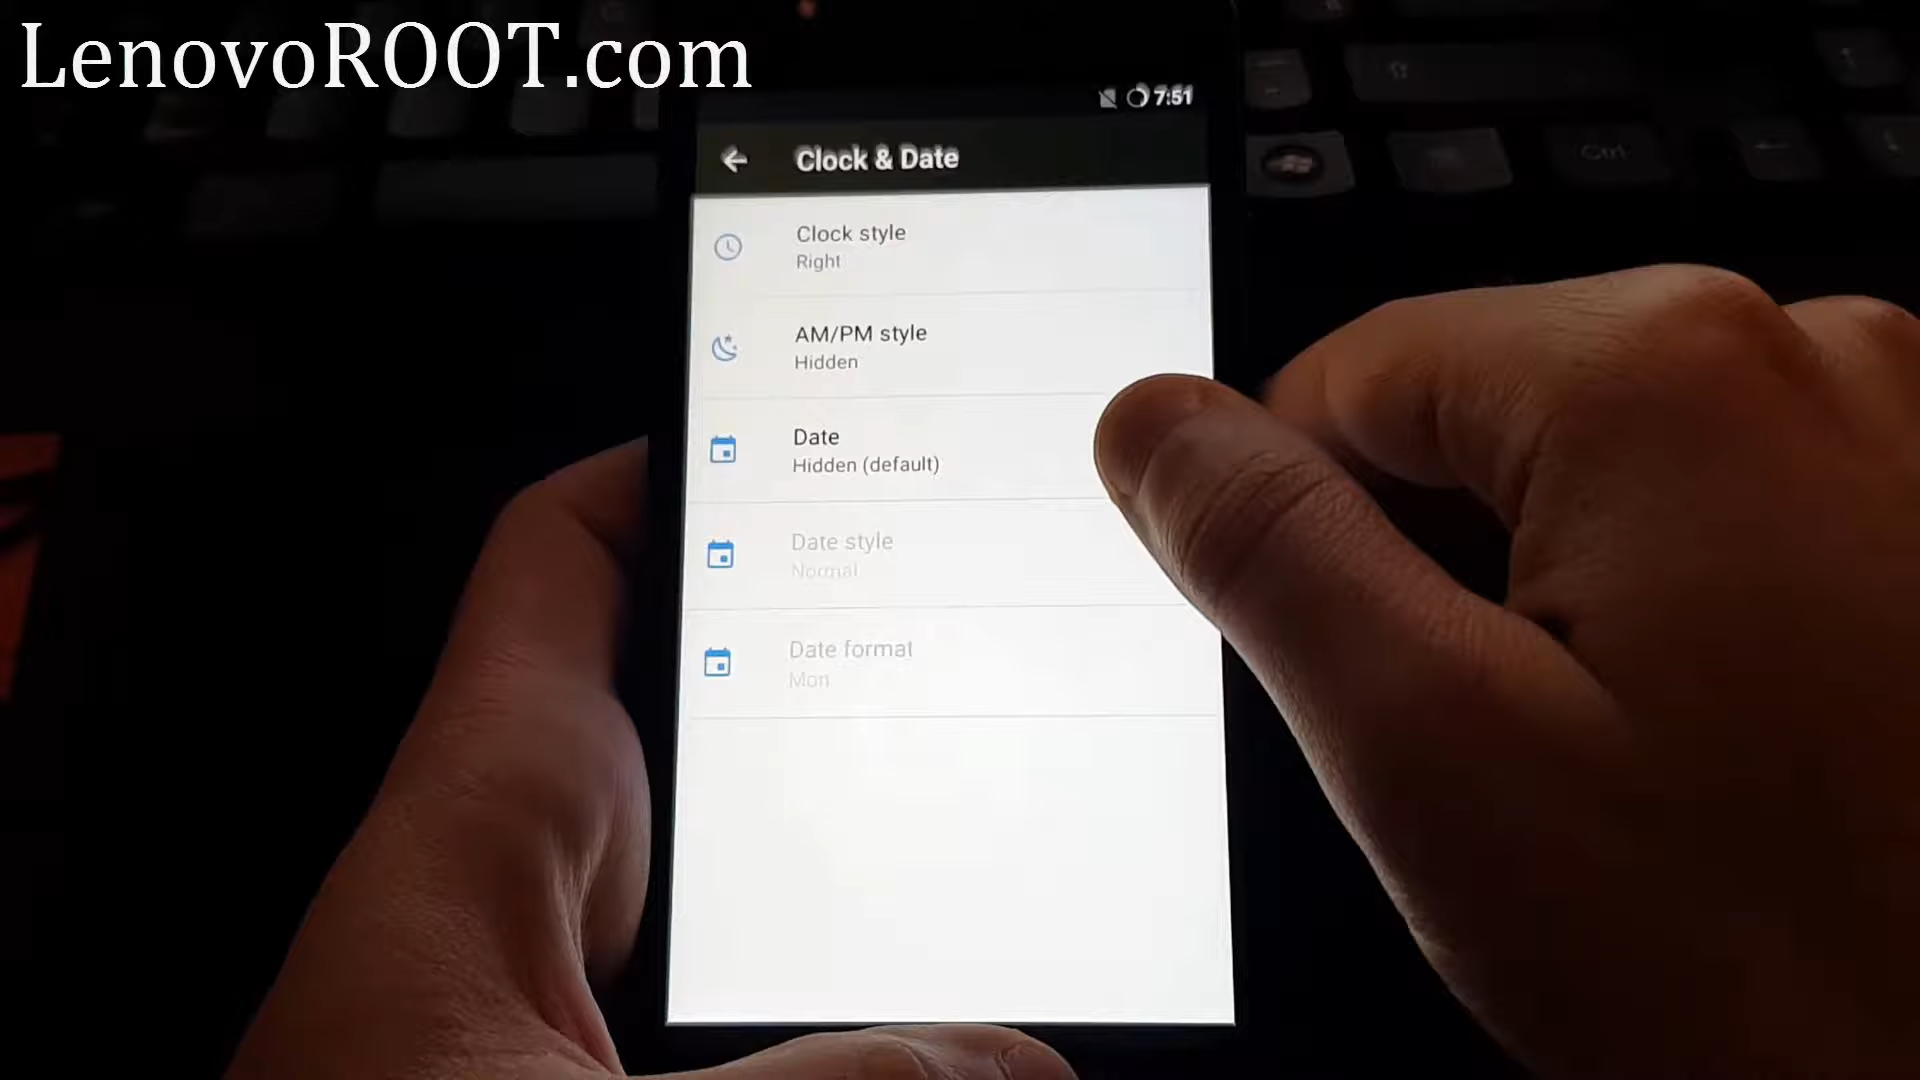 LenovoROOT.com
7:51
Clock & Date
Clock style
Right
AM/PM style
Hidden
Date
Hidden (default)
Date style
Normal
Date format
Mon
Ctrl